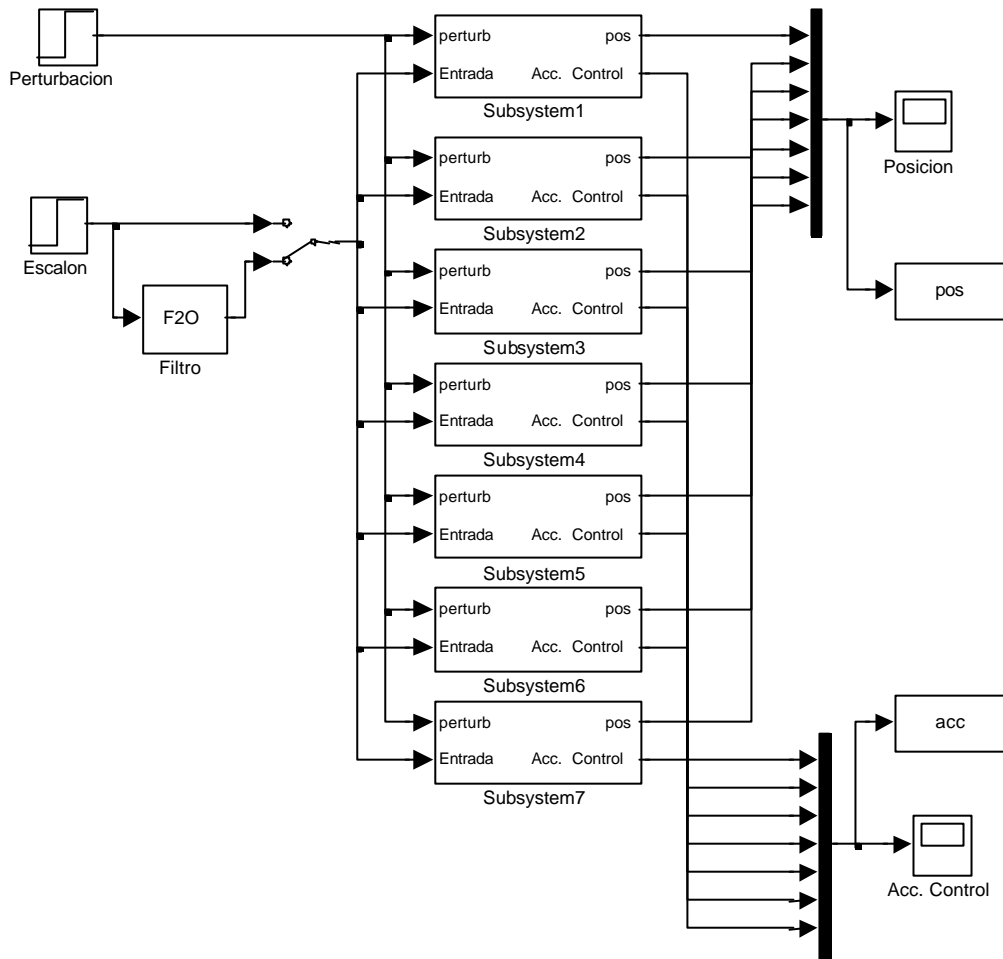 Perturbacion
perturb pos
Entrada Acc. Control
Subsystem1
perturb pos
Entrada Acc. Control
Subsystem2
perturb pos
Entrada Acc. Control
Subsystem3
perturb pos
Entrada Acc. Control
Subsystem4
perturb pos
Entrada Acc. Control
Subsystem5
perturb pos
Entrada Acc. Control
Subsystem6
perturb pos
Entrada Acc. Control
Subsystem7
Escalon
F2O
Filtro
Posicion
pos
acc
Acc. Control